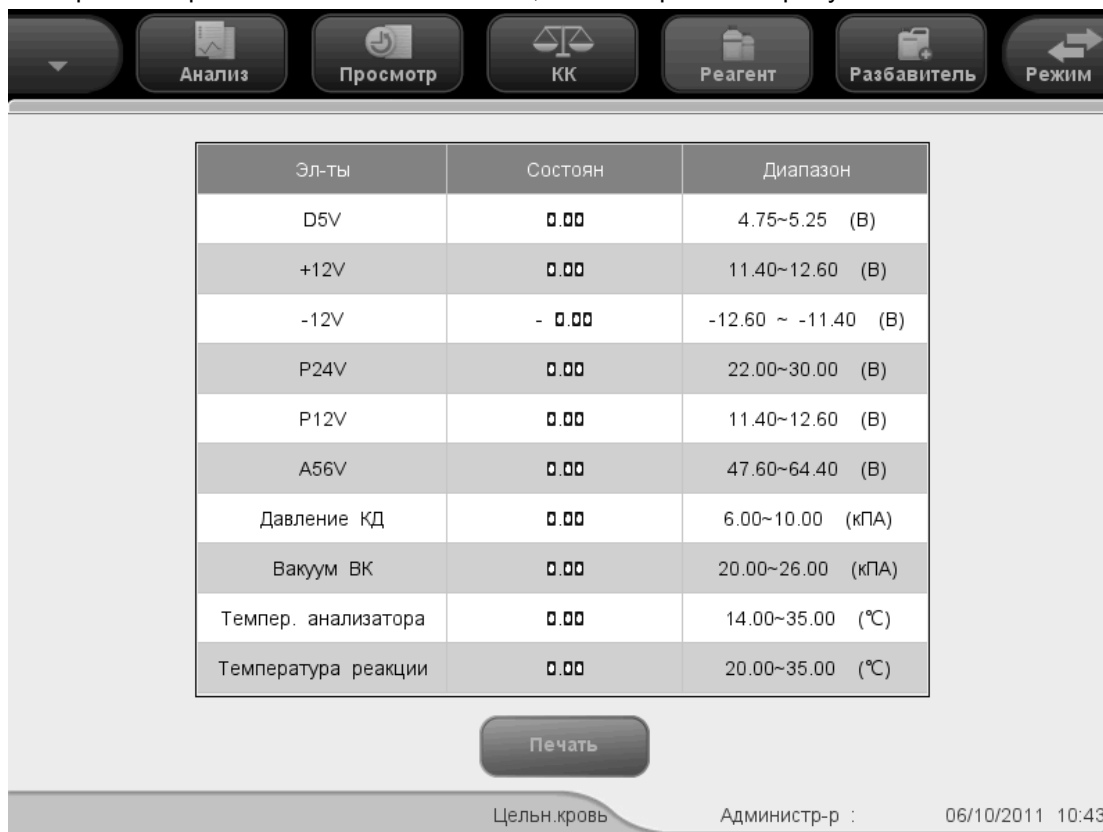 Анализ Просмотр КК Реагент Разбавитель Режим
Эл-ты Состоян Диапазон
D5V 0.00 4.75~5.25 (В)
+12V 0.00 11.40~12.60 (В)
-12V - 0.00 -12.60 ~ -11.40 (В)
P24V 0.00 22.00~30.00 (В)
P12V 0.00 11.40~12.60 (В)
A56V 0.00 47.60~64.40 (В)
Давление КД 0.00 6.00~10.00 (кПА)
Вакуум ВК 0.00 20.00~26.00 (кПА)
Темпер. анализатора 0.00 14.00~35.00 (℃)
Температура реакции 0.00 20.00~35.00 (℃)
Печать
Цельн.кровь Администр-р : 06/10/2011 10:43